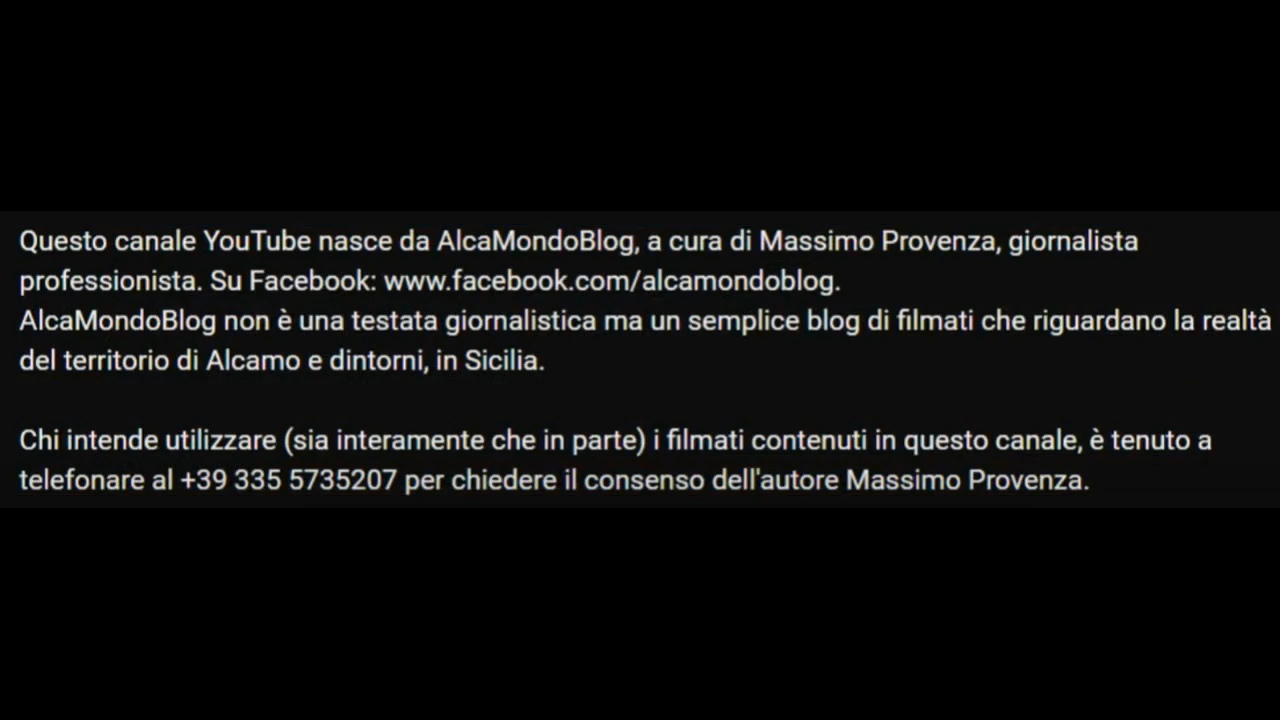 Questo canale YouTube nasce da AlcaMondoBlog, a cura di Massimo Provenza, giornalista
professionista. Su Facebook: www.facebook.com/alcamondoblog.
AlcaMondoBlog non è una testata giornalistica ma un semplice blog di filmati che riguardano la realtà
del territorio di Alcamo e dintorni, in Sicilia.
Chi intende utilizzare (sia interamente che in parte) i filmati contenuti in questo canale, è tenuto a
telefonare al +39 335 5735207 per chiedere il consenso dell'autore Massimo Provenza.